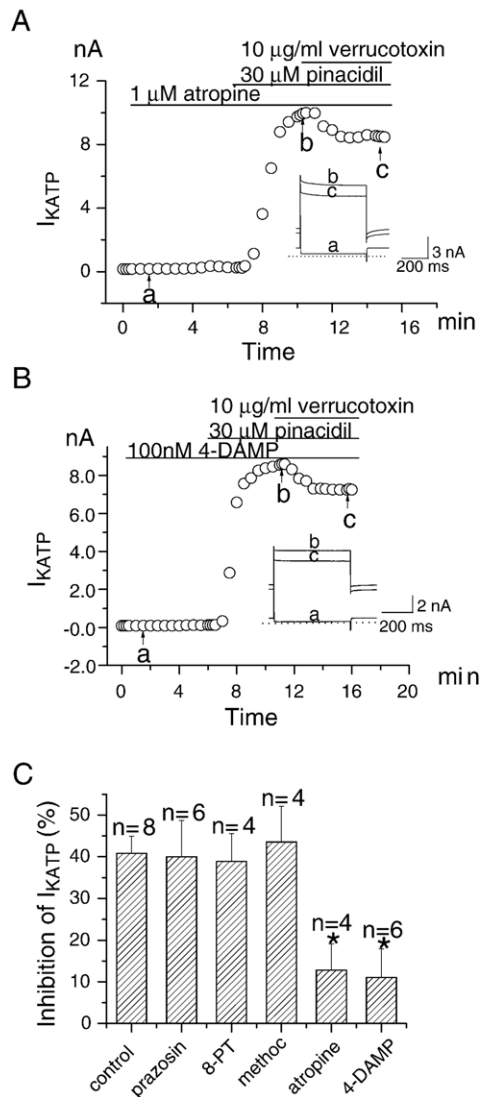 A
nA
10 µg/ml verrucotoxin
30 µM pinacidil
1 µM atropine
12
8
4
0
I_KATP
a
b
c
b
c
a
3 nA
200 ms
0 4 8 12 16
min
Time
B
nA
10 µg/ml verrucotoxin
30 µM pinacidil
100nM 4-DAMP
8.0
6.0
4.0
2.0
-0.0
-2.0
I_KATP
a
b
c
b
c
a
2 nA
200 ms
0 4 8 12 16 20
min
Time
C
Inhibition of I_KATP (%)
50
40
30
20
10
0
n=8 n=6 n=4 n=4 n=4 n=6
* *
control prazosin 8-PT methoc atropine 4-DAMP